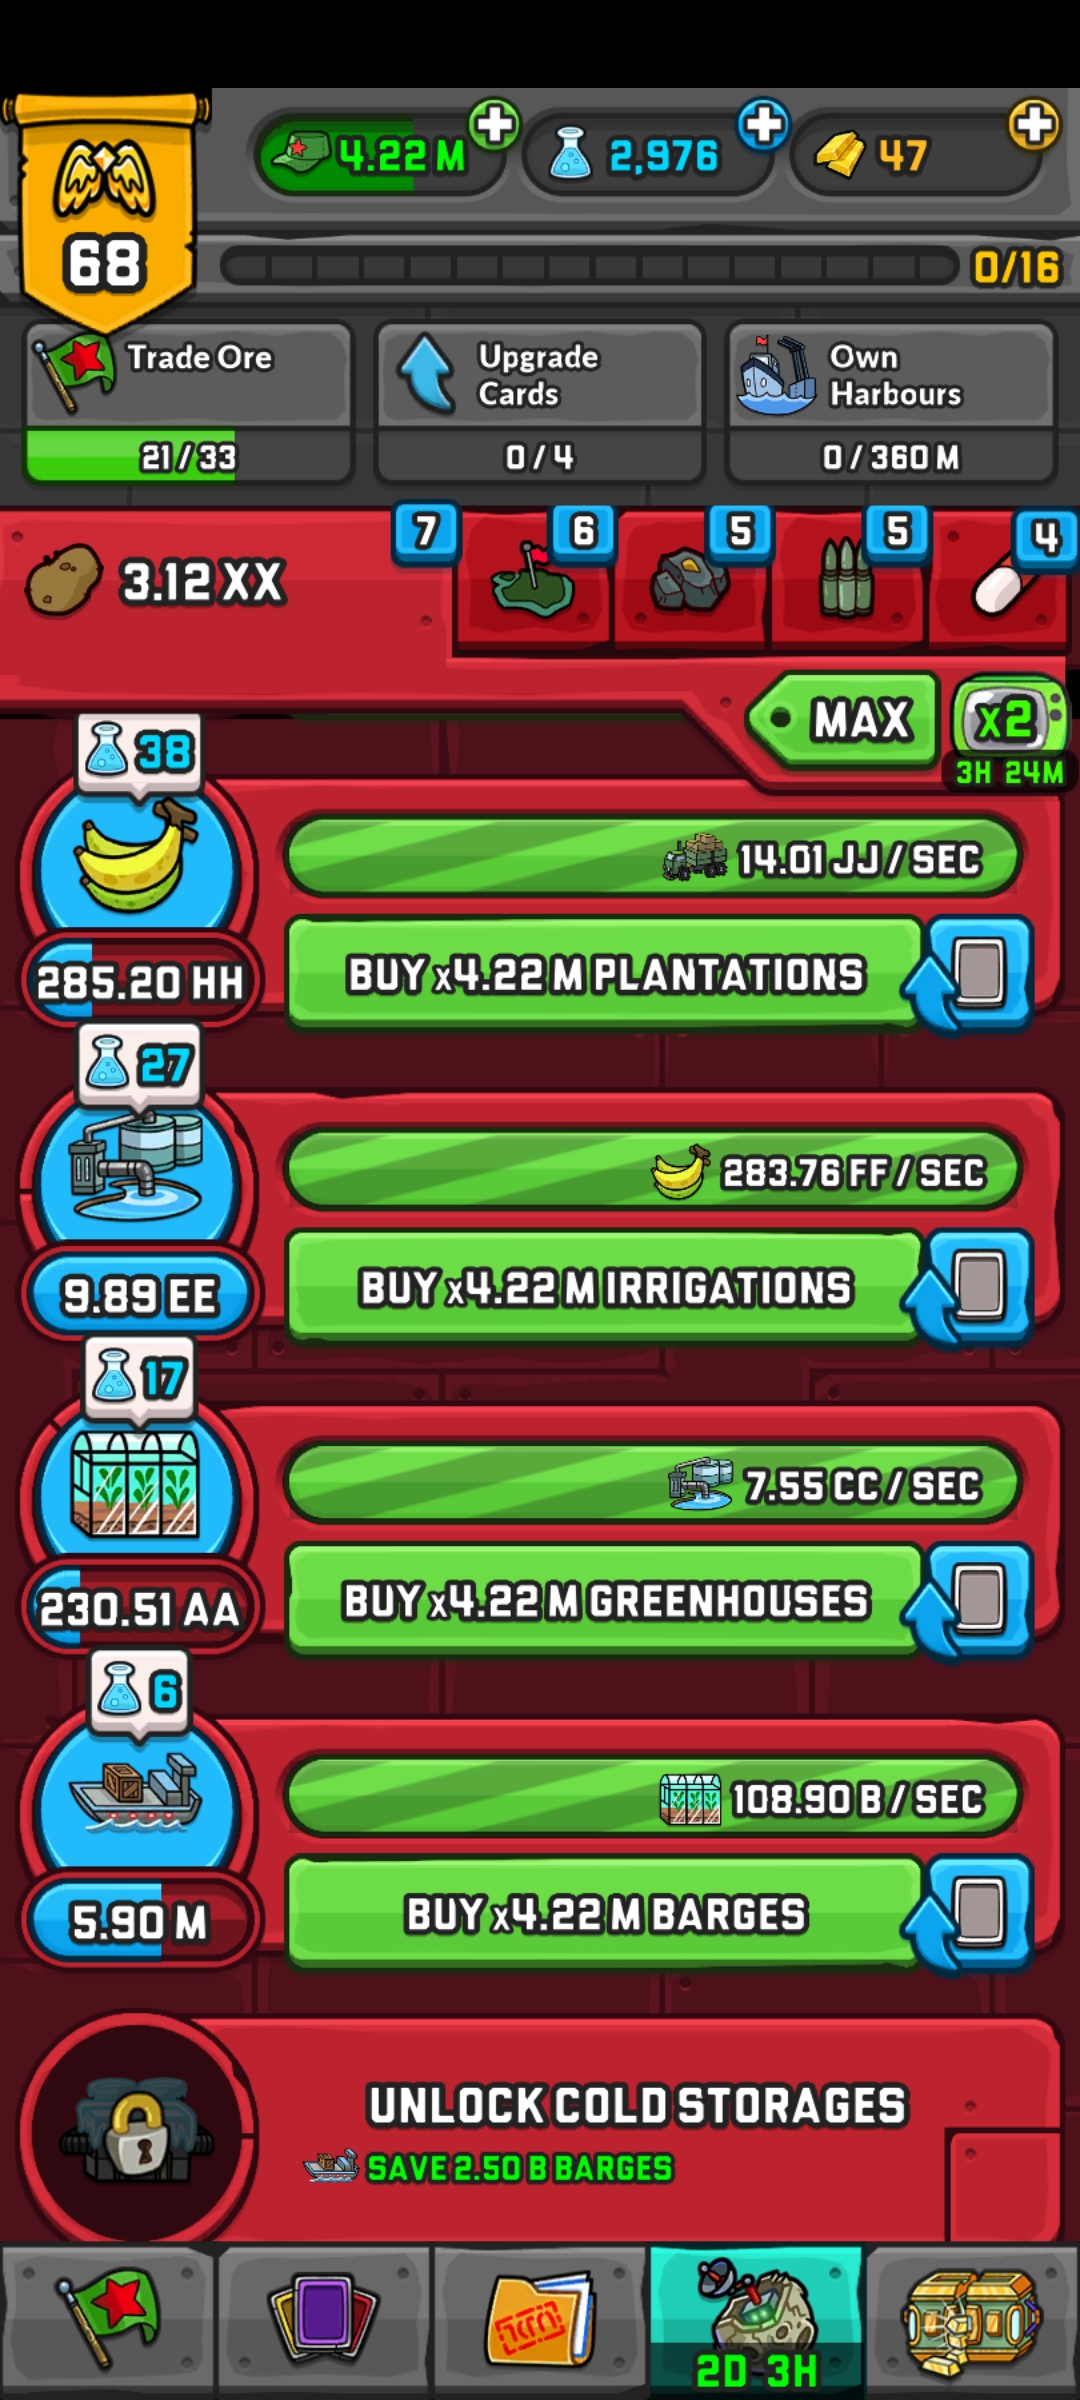 4.22 M
2,976
47
68
0/16
Trade Ore
21 / 33
Upgrade
Cards
0 / 4
Own
Harbours
0 / 360 M
3.12 XX
7
6
5
5
4
MAX
x2
3H 24M
38
14.01 JJ / SEC
285.20 HH
BUY x4.22 M PLANTATIONS
27
283.76 FF / SEC
9.89 EE
BUY x4.22 M IRRIGATIONS
17
7.55 CC / SEC
230.51 AA
BUY x4.22 M GREENHOUSES
6
108.90 B / SEC
5.90 M
BUY x4.22 M BARGES
UNLOCK COLD STORAGES
SAVE 2.50 B BARGES
2D 3H